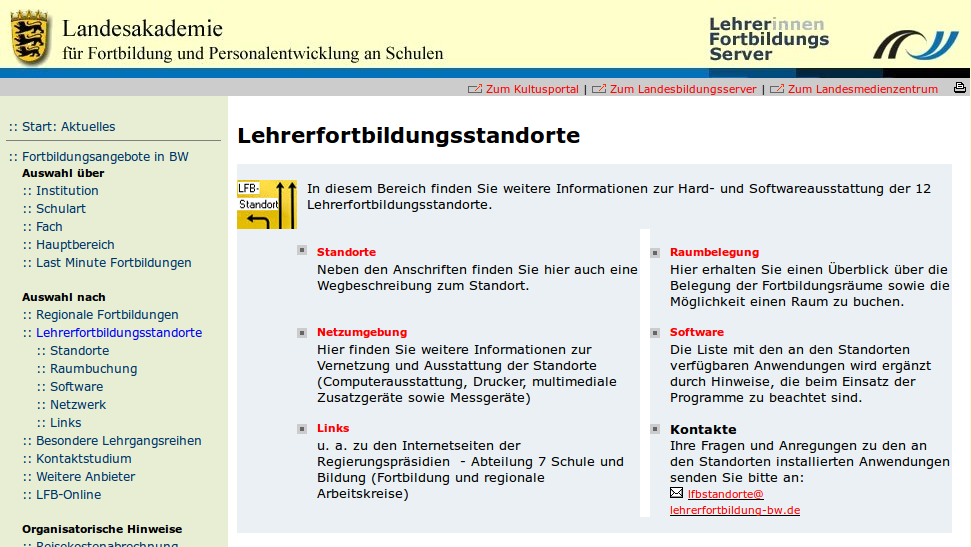 Landesakademie
für Fortbildung und Personalentwicklung an Schulen
Lehrerinnen
Fortbildungs
Server
Zum Kultusportal | Zum Landesbildungsserver | Zum Landesmedienzentrum
:: Start: Aktuelles
:: Fortbildungsangebote in BW
Auswahl über
:: Institution
:: Schulart
:: Fach
:: Hauptbereich
:: Last Minute Fortbildungen
Auswahl nach
:: Regionale Fortbildungen
:: Lehrerfortbildungsstandorte
:: Standorte
:: Raumbuchung
:: Software
:: Netzwerk
:: Links
:: Besondere Lehrgangsreihen
:: Kontaktstudium
:: Weitere Anbieter
:: LFB-Online
Organisatorische Hinweise
:: Reisekostenabrechnung
Lehrerfortbildungsstandorte
LFB-
Standort
In diesem Bereich finden Sie weitere Informationen zur Hard- und Softwareausstattung der 12
Lehrerfortbildungsstandorte.
Standorte
Neben den Anschriften finden Sie hier auch eine
Wegbeschreibung zum Standort.
Raumbelegung
Hier erhalten Sie einen Überblick über die
Belegung der Fortbildungsräume sowie die
Möglichkeit einen Raum zu buchen.
Netzumgebung
Hier finden Sie weitere Informationen zur
Vernetzung und Ausstattung der Standorte
(Computerausstattung, Drucker, multimediale
Zusatzgeräte sowie Messgeräte)
Software
Die Liste mit den an den Standorten
verfügbaren Anwendungen wird ergänzt
durch Hinweise, die beim Einsatz der
Programme zu beachtet sind.
Links
u. a. zu den Internetseiten der
Regierungspräsidien - Abteilung 7 Schule und
Bildung (Fortbildung und regionale
Arbeitskreise)
Kontakte
Ihre Fragen und Anregungen zu den an
den Standorten installierten Anwendungen
senden Sie bitte an:
lfbstandorte@
lehrerfortbildung-bw.de